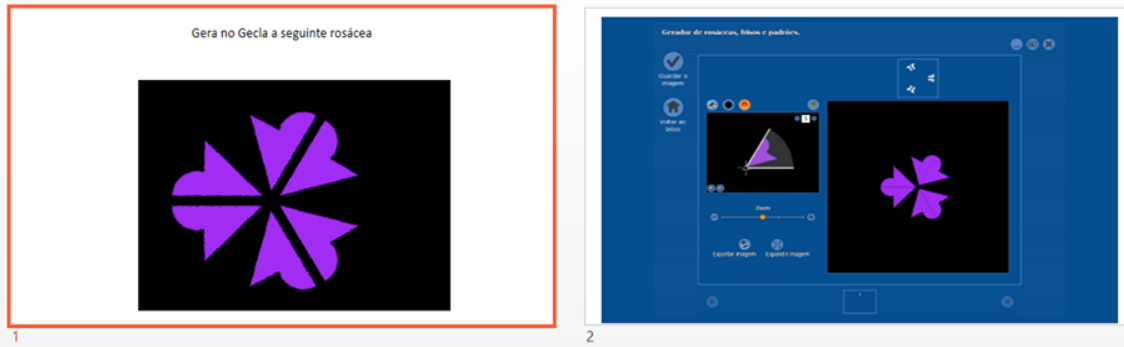 Gera no Gecla a seguinte rosácea
1
Gerador de rosáceas, frisos e padrões.
Guardar a
imagem
Voltar ao
início
3
Zoom
Exportar imagem
Expandir imagem
2